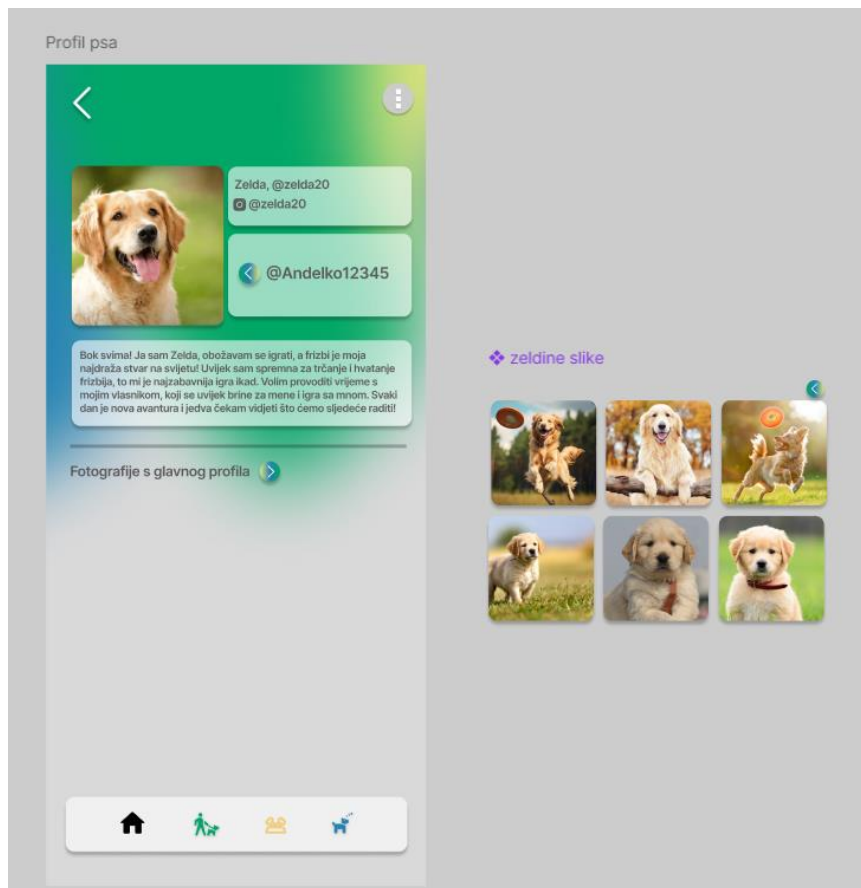 Profil psa
Zelda, @zelda20
@zelda20
@Andelko12345
Bok svima! Ja sam Zelda, obožavam se igrati, a frizbi je moja
najdraža stvar na svijetu! Uvijek sam spremna za trčanje i hvatanje
frizbija, to mi je najzabavnija igra ikad. Volim provoditi vrijeme s
mojim vlasnikom, koji se uvijek brine za mene i igra sa mnom. Svaki
dan je nova avantura i jedva čekam vidjeti što ćemo sljedeće raditi!
Fotografije s glavnog profila
zeldine slike